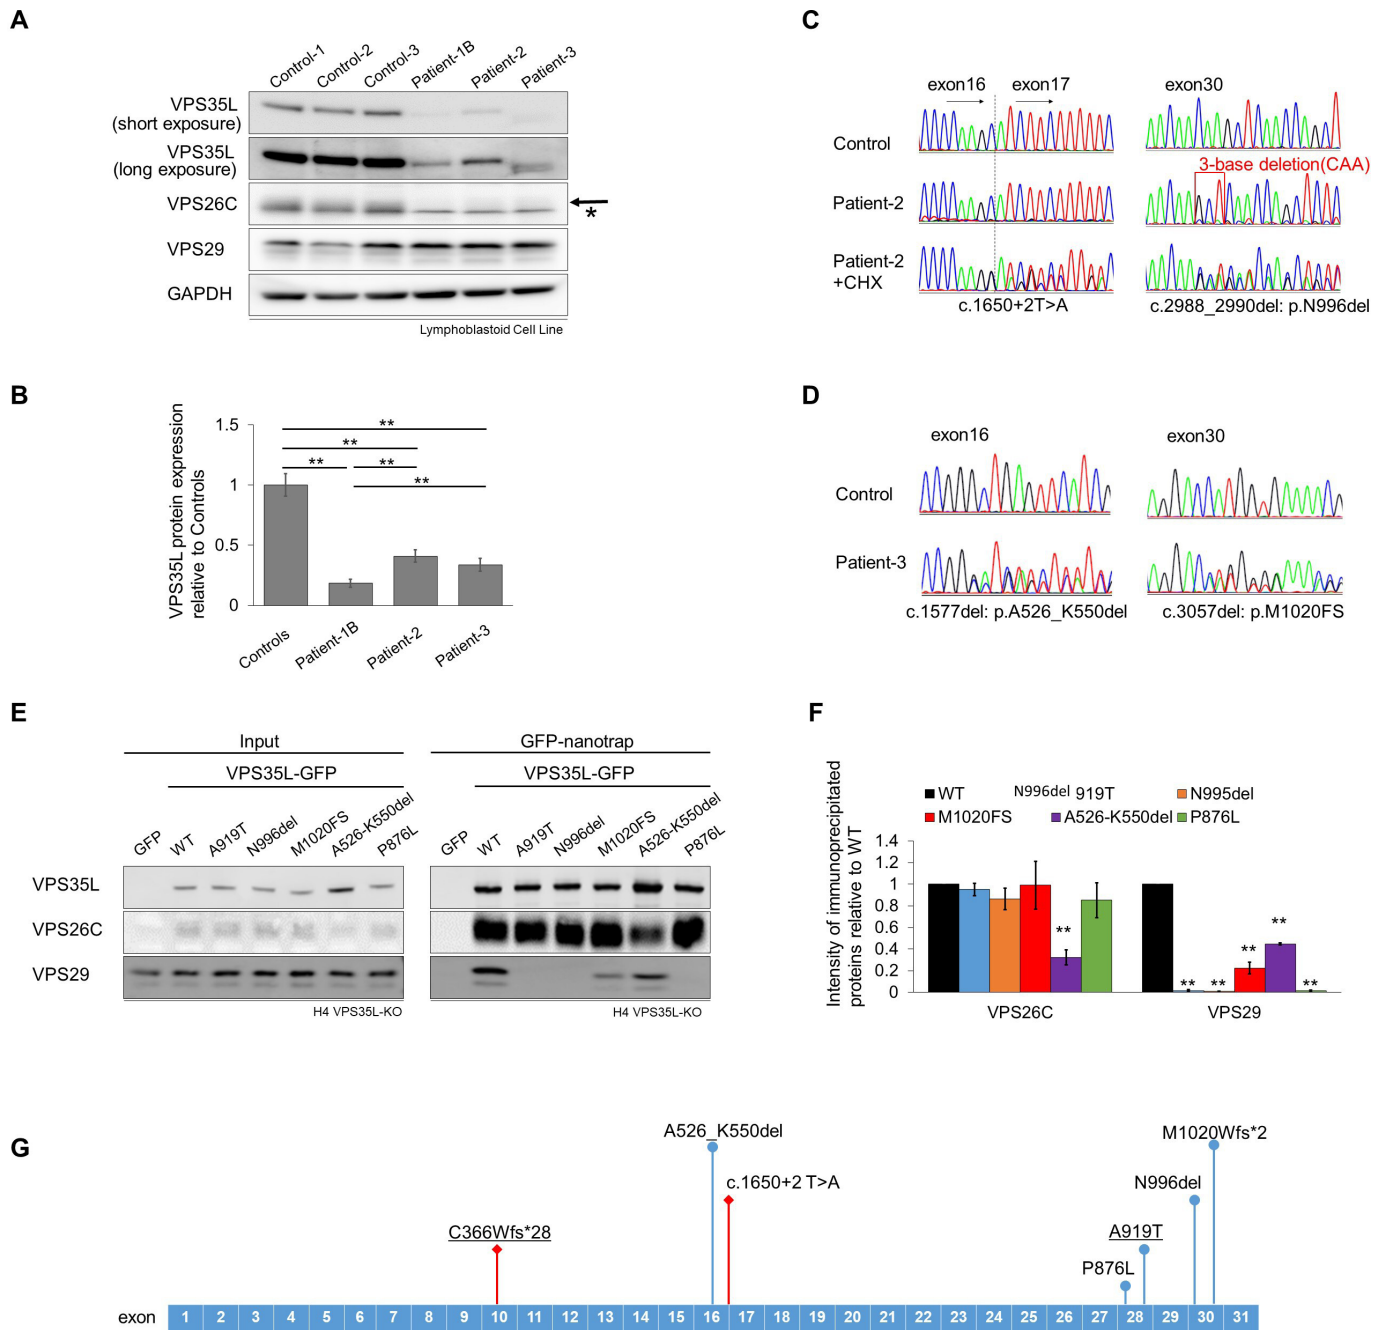 A
Control-1
Control-2
Control-3
Patient-1B
Patient-2
Patient-3
VPS35L
(short exposure)
VPS35L
(long exposure)
VPS26C
*
VPS29
GAPDH
Lymphoblastoid Cell Line
B
VPS35L protein expression
relative to Controls
1.5
1
0.5
0
**
**
** **
**
Controls
Patient-1B
Patient-2
Patient-3
C
exon16 exon17 exon30
Control
3-base deletion(CAA)
Patient-2
Patient-2
+CHX
c.1650+2T>A c.2988_2990del: p.N996del
D
exon16 exon30
Control
Patient-3
c.1577del: p.A526_K550del c.3057del: p.M1020FS
E
Input GFP-nanotrap
VPS35L-GFP VPS35L-GFP
GFP
WT
A919T
N996del
M1020FS
A526-K550del
P876L
GFP
WT
A919T
N996del
M1020FS
A526-K550del
P876L
VPS35L
VPS26C
VPS29
H4 VPS35L-KO H4 VPS35L-KO
F
WT N996del 919T N995del
M1020FS A526-K550del P876L
Intensity of immunoprecipitated
proteins relative to WT
1.4
1.2
1
0.8
0.6
0.4
0.2
0
**
** ** ** ** **
VPS26C VPS29
G
A526_K550del M1020Wfs*2
c.1650+2 T>A N996del
C366Wfs*28 A919T
P876L
exon 1 2 3 4 5 6 7 8 9 10 11 12 13 14 15 16 17 18 19 20 21 22 23 24 25 26 27 28 29 30 31